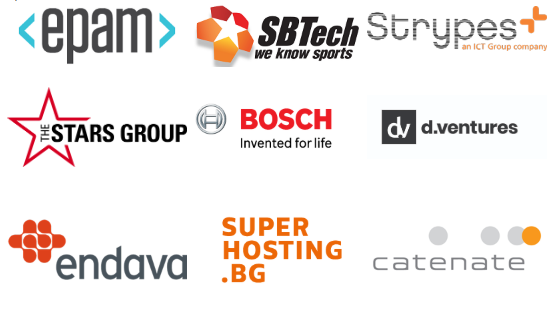 <epam>
SBTech
we know sports
Strypes
an ICT Group company
THE STARS GROUP
BOSCH
Invented for life
dv d.ventures
endava
SUPER
HOSTING
.BG
catenate